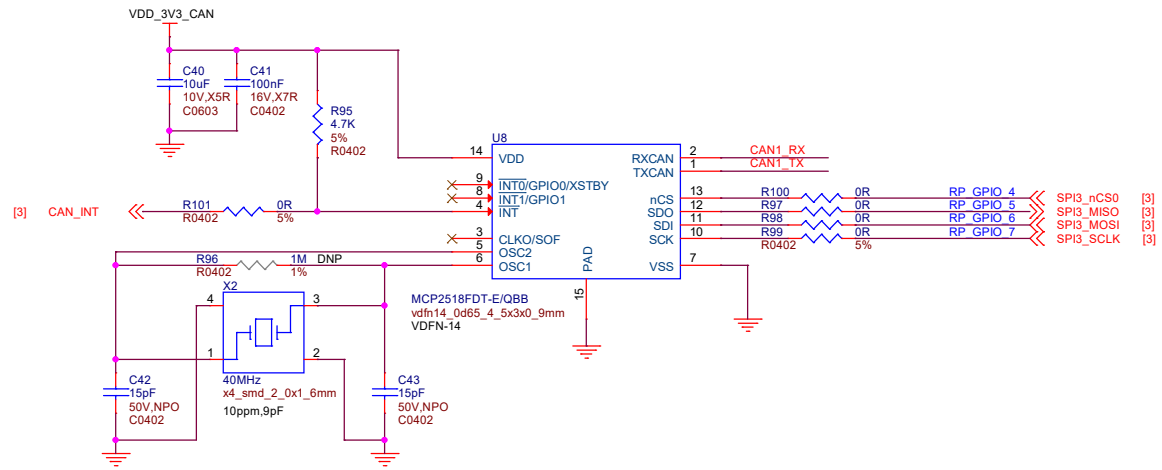 VDD_3V3_CAN
C40
10uF
10V,X5R
C0603
C41
100nF
16V,X7R
C0402
R95
4.7K
5%
R0402
U8
14 VDD
9 INT0/GPIO0/XSTBY
8 INT1/GPIO1
4 INT
3 CLKO/SOF
5 OSC2
6 OSC1
RXCAN 2 CAN1_RX
TXCAN 1 CAN1_TX
nCS 13 R100 0R RP_GPIO_4 SPI3_nCS0 [3]
SDO 12 R97 0R RP_GPIO_5 SPI3_MISO [3]
SDI 11 R98 0R RP_GPIO_6 SPI3_MOSI [3]
SCK 10 R99 0R RP_GPIO_7 SPI3_SCLK [3]
R0402 5%
VSS 7
PAD
15
[3] CAN_INT R101 0R
R0402 5%
R96 1M DNP
R0402 1%
X2
4 3
1 2
40MHz
x4_smd_2_0x1_6mm
10ppm,9pF
MCP2518FDT-E/QBB
vdfn14_0d65_4_5x3x0_9mm
VDFN-14
C42
15pF
50V,NPO
C0402
C43
15pF
50V,NPO
C0402